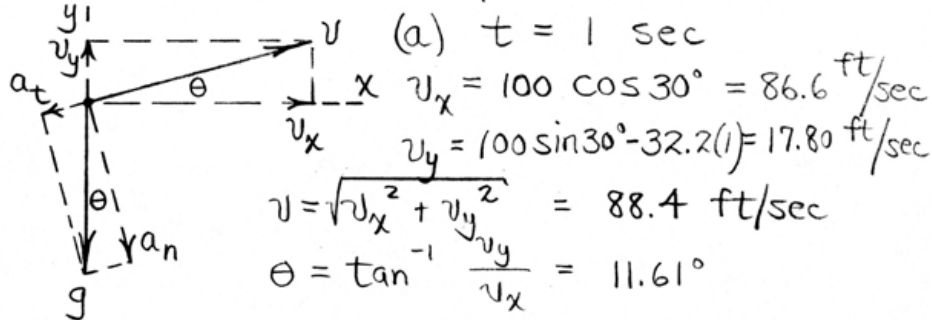 y
v_y
v
a_t
θ
x
v_x
θ
a_n
g
(a) t = 1 sec
v_x = 100 cos 30° = 86.6 ft/sec
v_y = 100 sin 30° - 32.2(1) = 17.80 ft/sec
v = √(v_x² + v_y²) = 88.4 ft/sec
θ = tan⁻¹ v_y/v_x = 11.61°